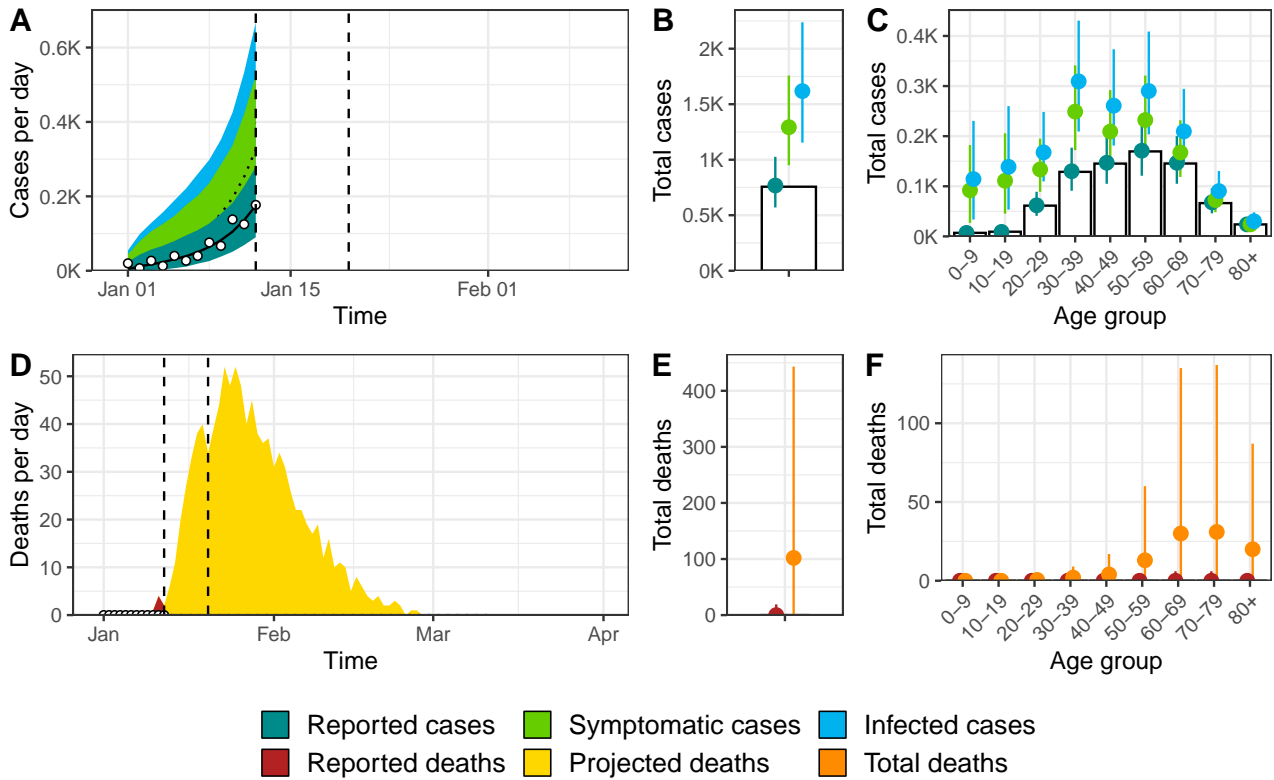 A
Cases per day
0.6K
0.4K
0.2K
0K
Jan 01
Jan 15
Feb 01
Time
B
Total cases
2K
1.5K
1K
0.5K
0K
C
Total cases
0.4K
0.3K
0.2K
0.1K
0K
0–9
10–19
20–29
30–39
40–49
50–59
60–69
70–79
80+
Age group
D
Deaths per day
50
40
30
20
10
0
Jan
Feb
Mar
Apr
Time
E
Total deaths
400
300
200
100
0
F
Total deaths
100
50
0
0–9
10–19
20–29
30–39
40–49
50–59
60–69
70–79
80+
Age group
Reported cases
Symptomatic cases
Infected cases
Reported deaths
Projected deaths
Total deaths